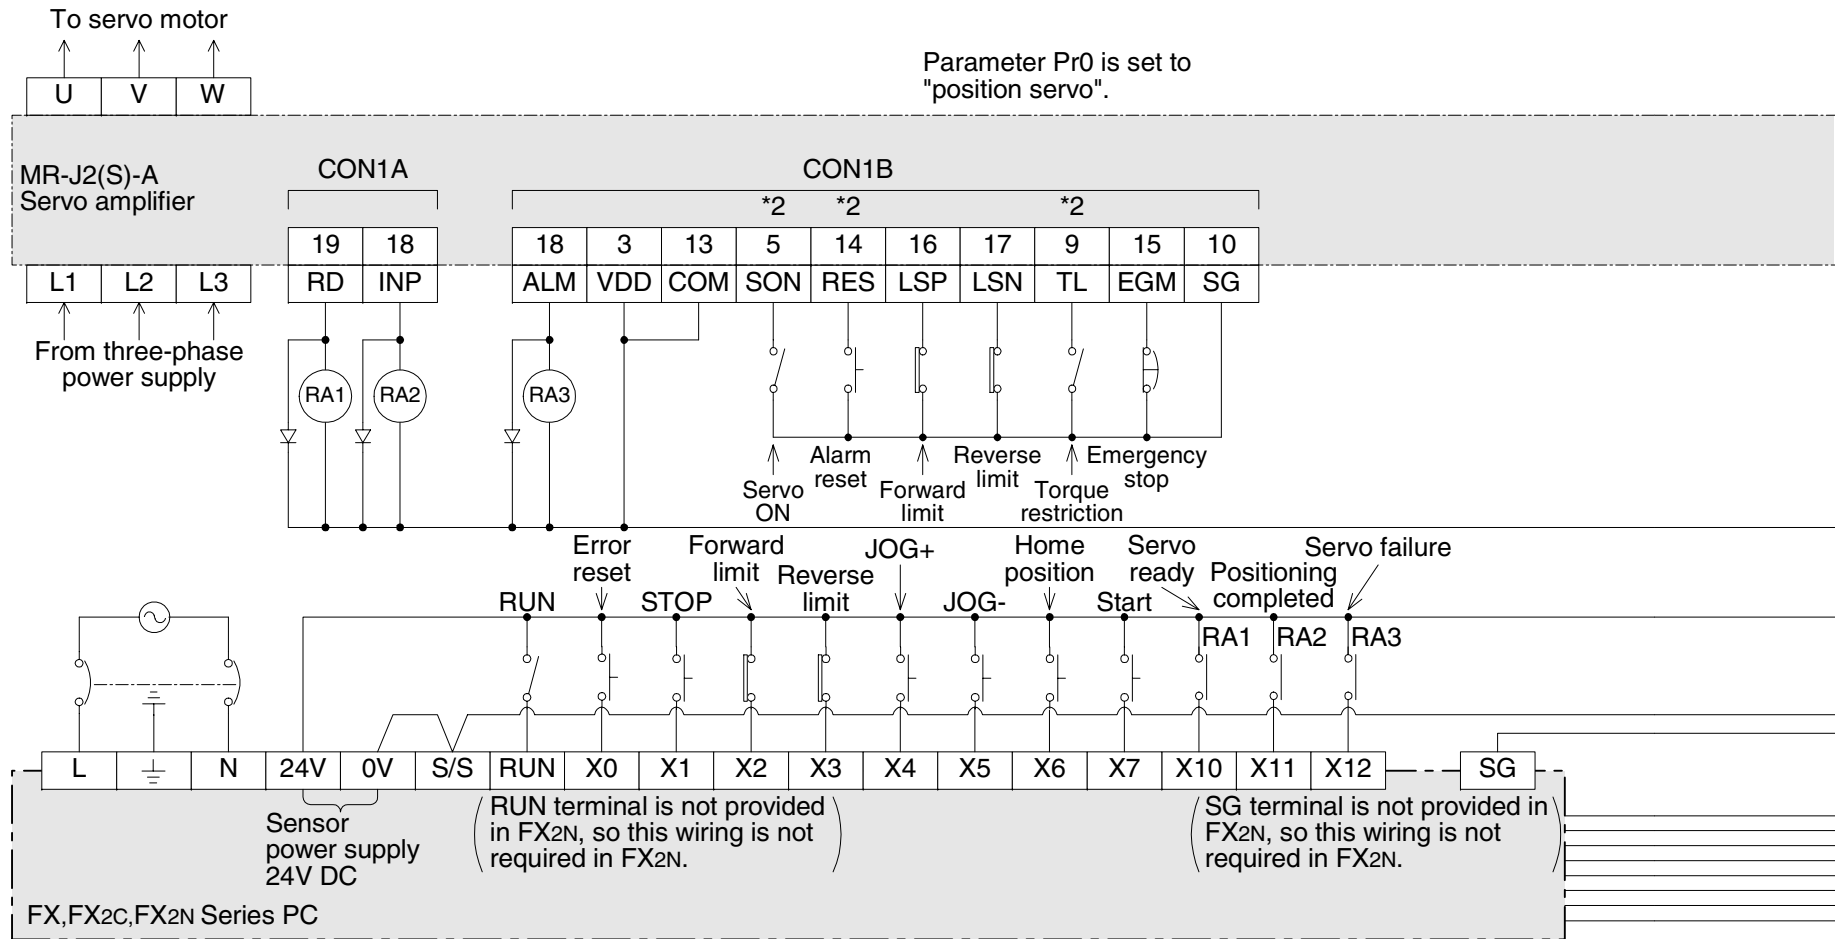 To servo motor
U V W
Parameter Pr0 is set to
"position servo".
MR-J2(S)-A
Servo amplifier
CON1A
CON1B
*2 *2 *2
19 18
18 3 13 5 14 16 17 9 15 10
L1 L2 L3
RD INP
ALM VDD COM SON RES LSP LSN TL EGM SG
From three-phase
power supply
RA1 RA2 RA3
Servo
ON
Alarm
reset
Forward
limit
Reverse
limit
Torque
restriction
Emergency
stop
RUN
Error
reset
STOP
Forward
limit
Reverse
limit
JOG+
JOG-
Home
position
Start
Servo
ready
Positioning
completed
Servo failure
RA1 RA2 RA3
L N 24V 0V S/S RUN X0 X1 X2 X3 X4 X5 X6 X7 X10 X11 X12 SG
Sensor
power supply
24V DC
(RUN terminal is not provided
in FX2N, so this wiring is not
required in FX2N.)
(SG terminal is not provided in
FX2N, so this wiring is not
required in FX2N.)
FX,FX2C,FX2N Series PC